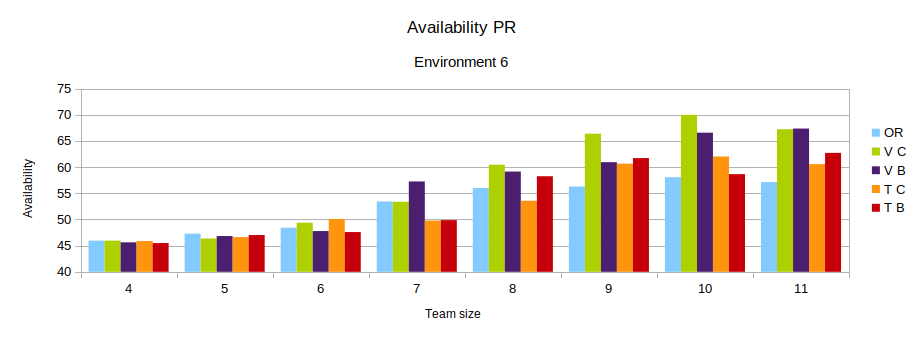 Availability PR
Environment 6
75
70
65
60
55
50
45
40
Availability
4 5 6 7 8 9 10 11
Team size
OR
V C
V B
T C
T B